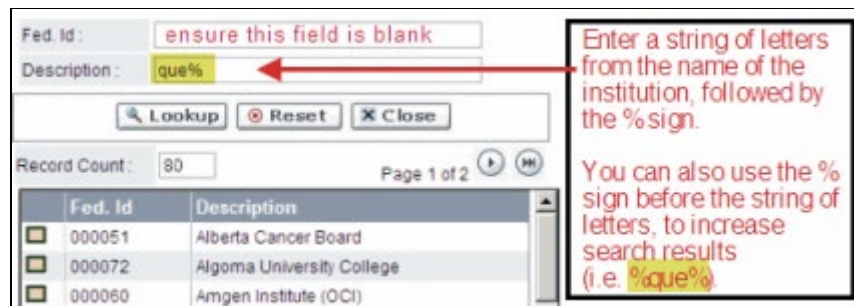 Fed. Id :
ensure this field is blank
Description :
que%
Lookup
Reset
Close
Record Count :
80
Page 1 of 2
Fed. Id
Description
000051
Alberta Cancer Board
000072
Algoma University College
000060
Amgen Institute (OCI)
Enter a string of letters
from the name of the
institution, followed by
the % sign.
You can also use the %
sign before the string of
letters, to increase
search results
(i.e. %que%).